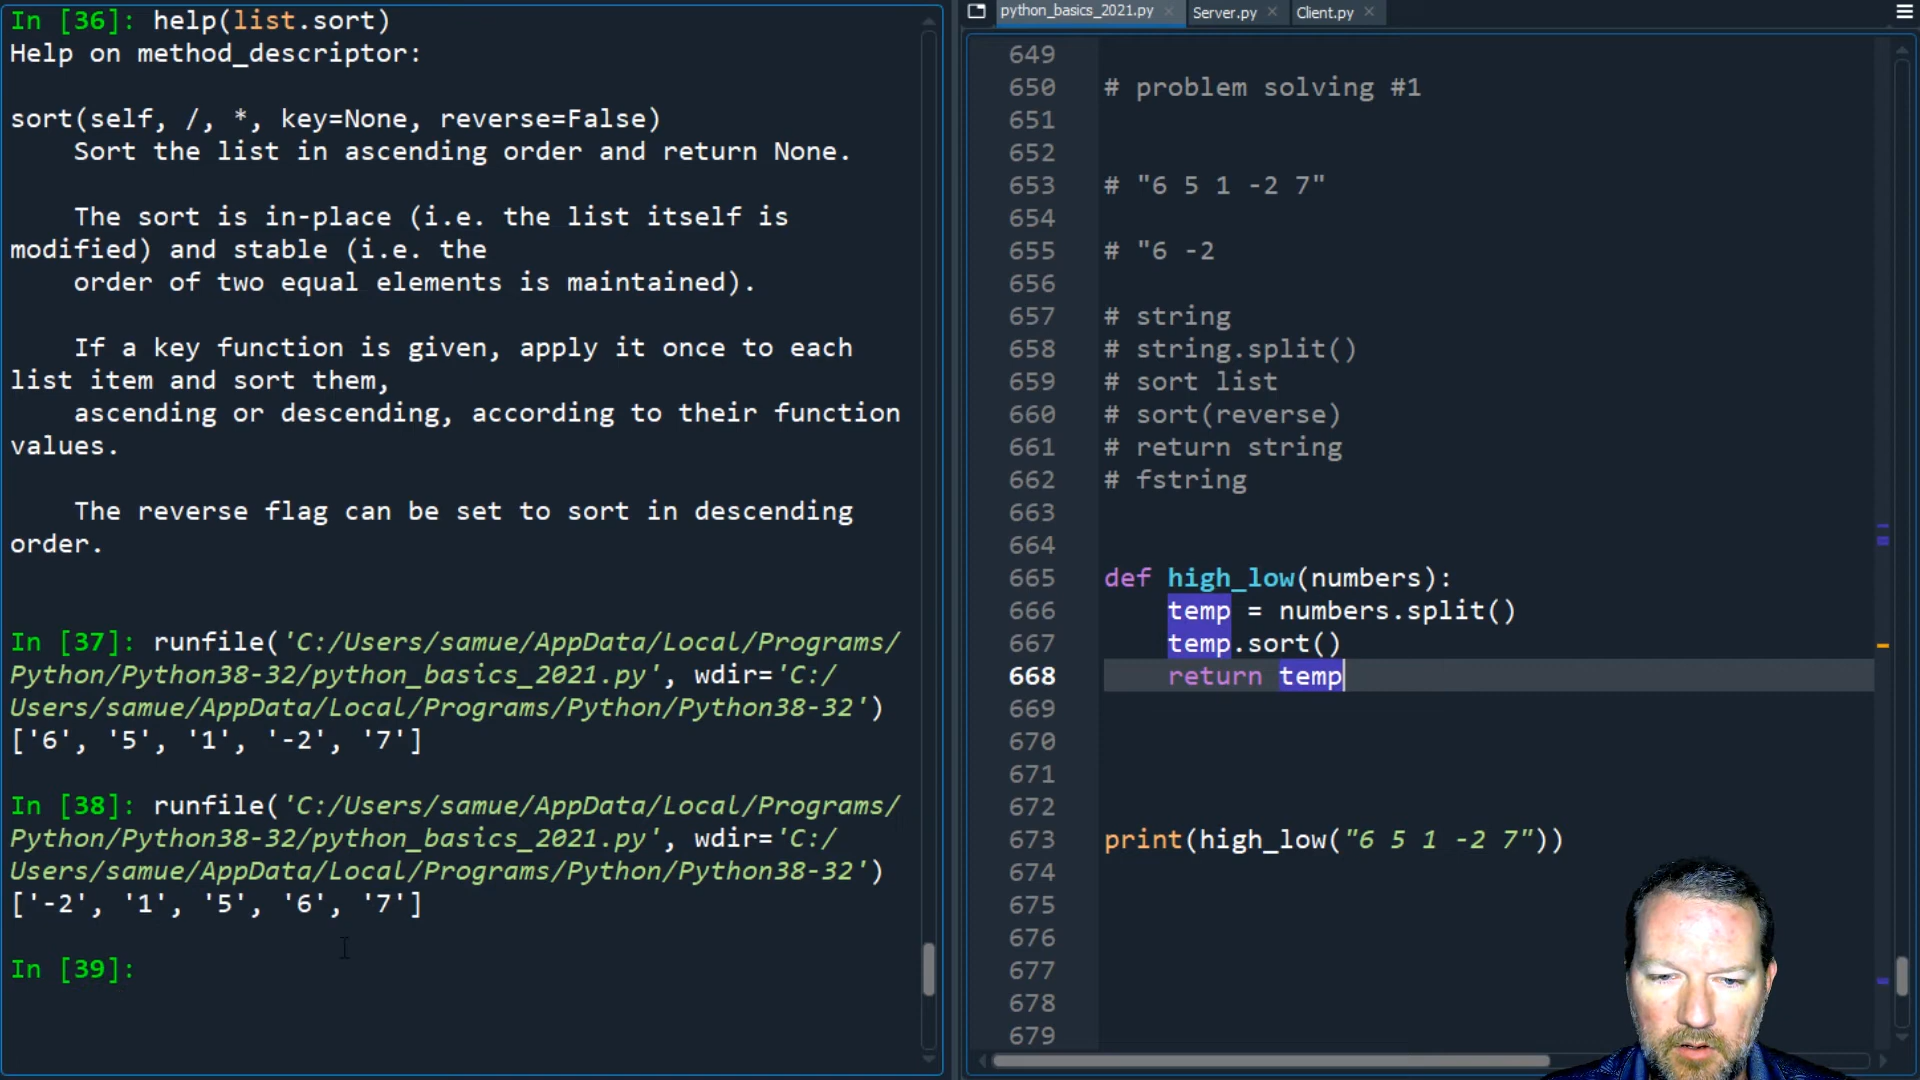 In [36]: help(list.sort)
Help on method_descriptor:
sort(self, /, *, key=None, reverse=False)
Sort the list in ascending order and return None.
The sort is in-place (i.e. the list itself is
modified) and stable (i.e. the
order of two equal elements is maintained).
If a key function is given, apply it once to each
list item and sort them,
ascending or descending, according to their function
values.
The reverse flag can be set to sort in descending
order.
In [37]: runfile('C:/Users/samue/AppData/Local/Programs/
Python/Python38-32/python_basics_2021.py', wdir='C:/
Users/samue/AppData/Local/Programs/Python/Python38-32')
['6', '5', '1', '-2', '7']
In [38]: runfile('C:/Users/samue/AppData/Local/Programs/
Python/Python38-32/python_basics_2021.py', wdir='C:/
Users/samue/AppData/Local/Programs/Python/Python38-32')
['-2', '1', '5', '6', '7']
In [39]:
python_basics_2021.py Server.py Client.py
649
650 # problem solving #1
651
652
653 # "6 5 1 -2 7"
654
655 # "6 -2
656
657 # string
658 # string.split()
659 # sort list
660 # sort(reverse)
661 # return string
662 # fstring
663
664
665 def high_low(numbers):
666 temp = numbers.split()
667 temp.sort()
668 return temp
669
670
671
672
673 print(high_low("6 5 1 -2 7"))
674
675
676
677
678
679